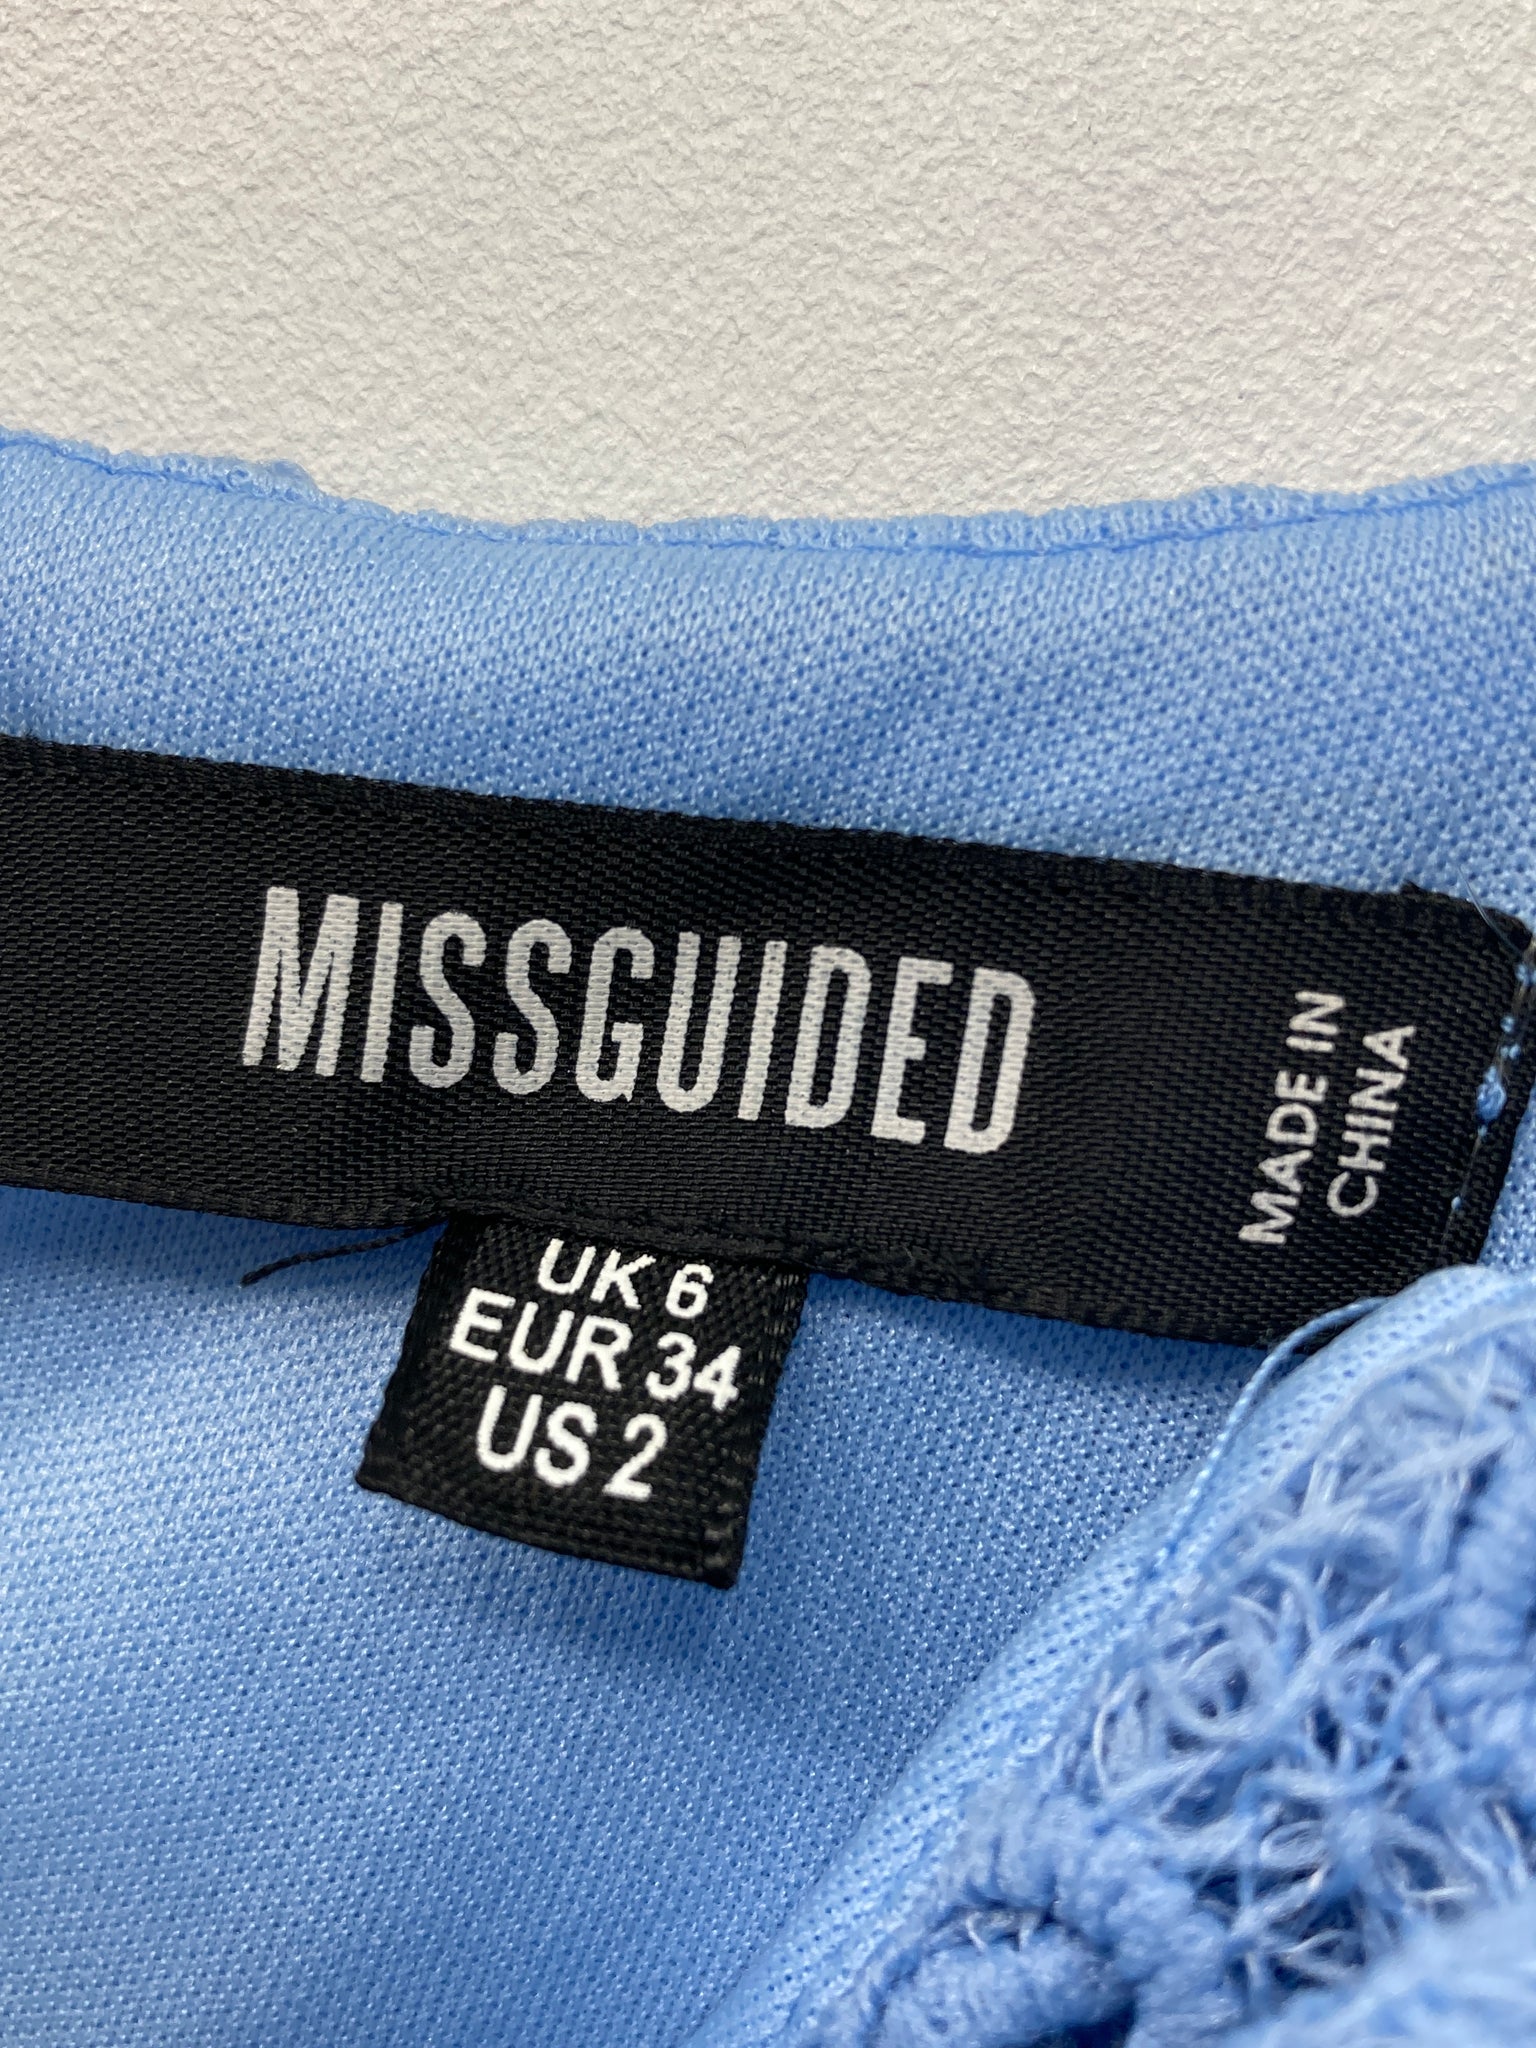 MISSGUIDED
MADE IN
CHINA
UK 6
EUR 34
US 2